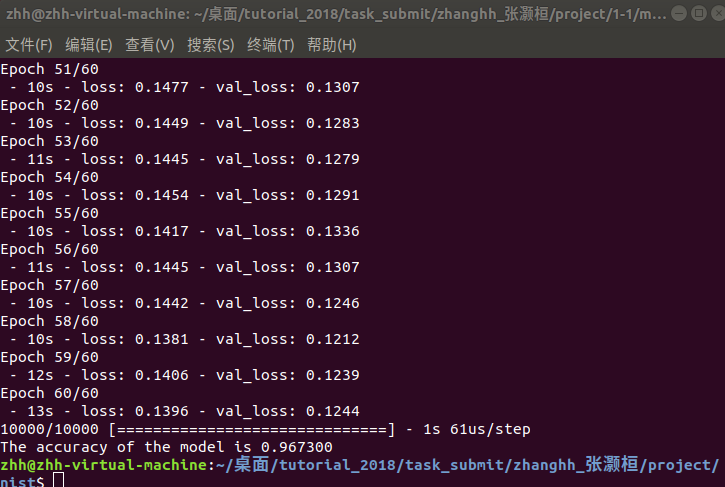 zhh@zhh-virtual-machine: ~/桌面/tutorial_2018/task_submit/zhanghh_张灏桓/project/1-1/m...
文件(F) 编辑(E) 查看(V) 搜索(S) 终端(T) 帮助(H)
Epoch 51/60
 - 10s - loss: 0.1477 - val_loss: 0.1307
Epoch 52/60
 - 10s - loss: 0.1449 - val_loss: 0.1283
Epoch 53/60
 - 11s - loss: 0.1445 - val_loss: 0.1279
Epoch 54/60
 - 10s - loss: 0.1454 - val_loss: 0.1291
Epoch 55/60
 - 10s - loss: 0.1417 - val_loss: 0.1336
Epoch 56/60
 - 11s - loss: 0.1445 - val_loss: 0.1307
Epoch 57/60
 - 10s - loss: 0.1442 - val_loss: 0.1246
Epoch 58/60
 - 10s - loss: 0.1381 - val_loss: 0.1212
Epoch 59/60
 - 12s - loss: 0.1406 - val_loss: 0.1239
Epoch 60/60
 - 13s - loss: 0.1396 - val_loss: 0.1244
10000/10000 [==============================] - 1s 61us/step
The accuracy of the model is 0.967300
zhh@zhh-virtual-machine:~/桌面/tutorial_2018/task_submit/zhanghh_张灏桓/project/
nist$